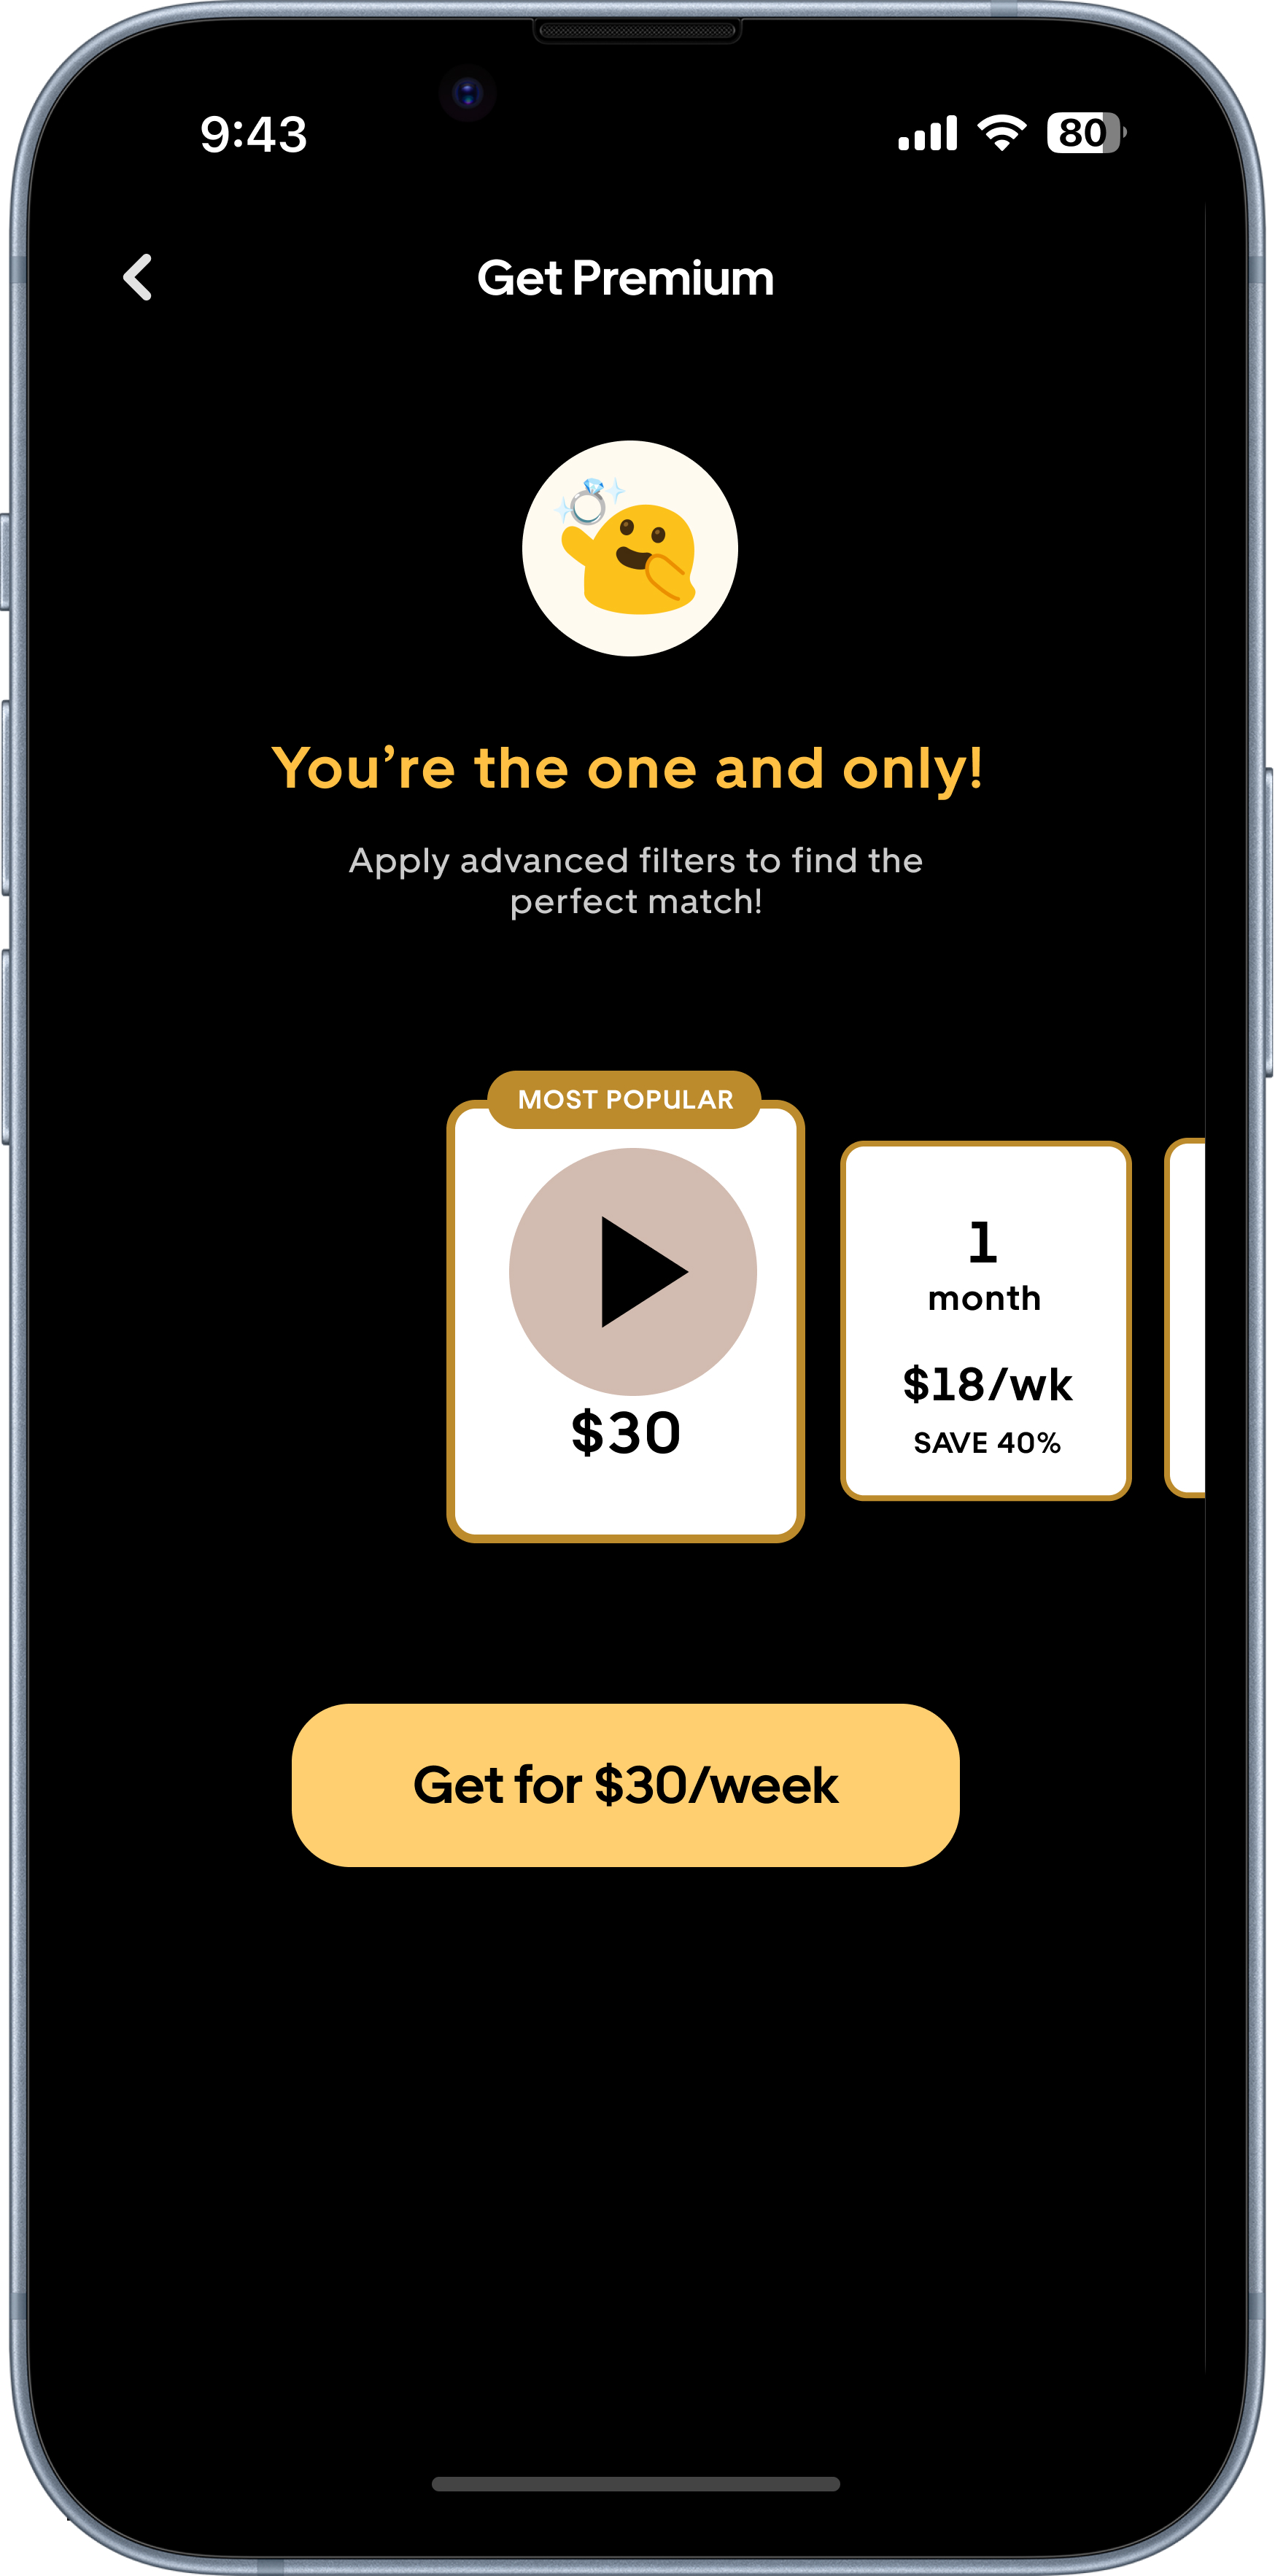 9:43
80
Get Premium
You’re the one and only!
Apply advanced filters to find the
perfect match!
MOST POPULAR
$30
1
month
$18/wk
SAVE 40%
Get for $30/week